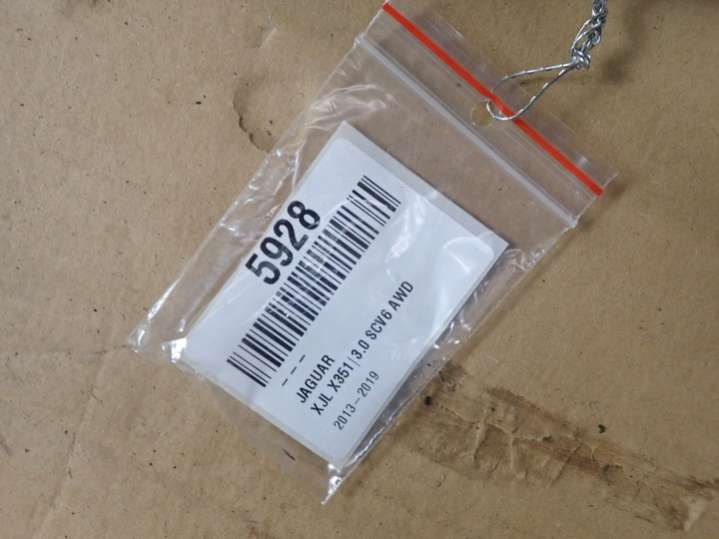 5928
– – –
JAGUAR
XJL X351|3.0 SCV6 AWD
2013–2019